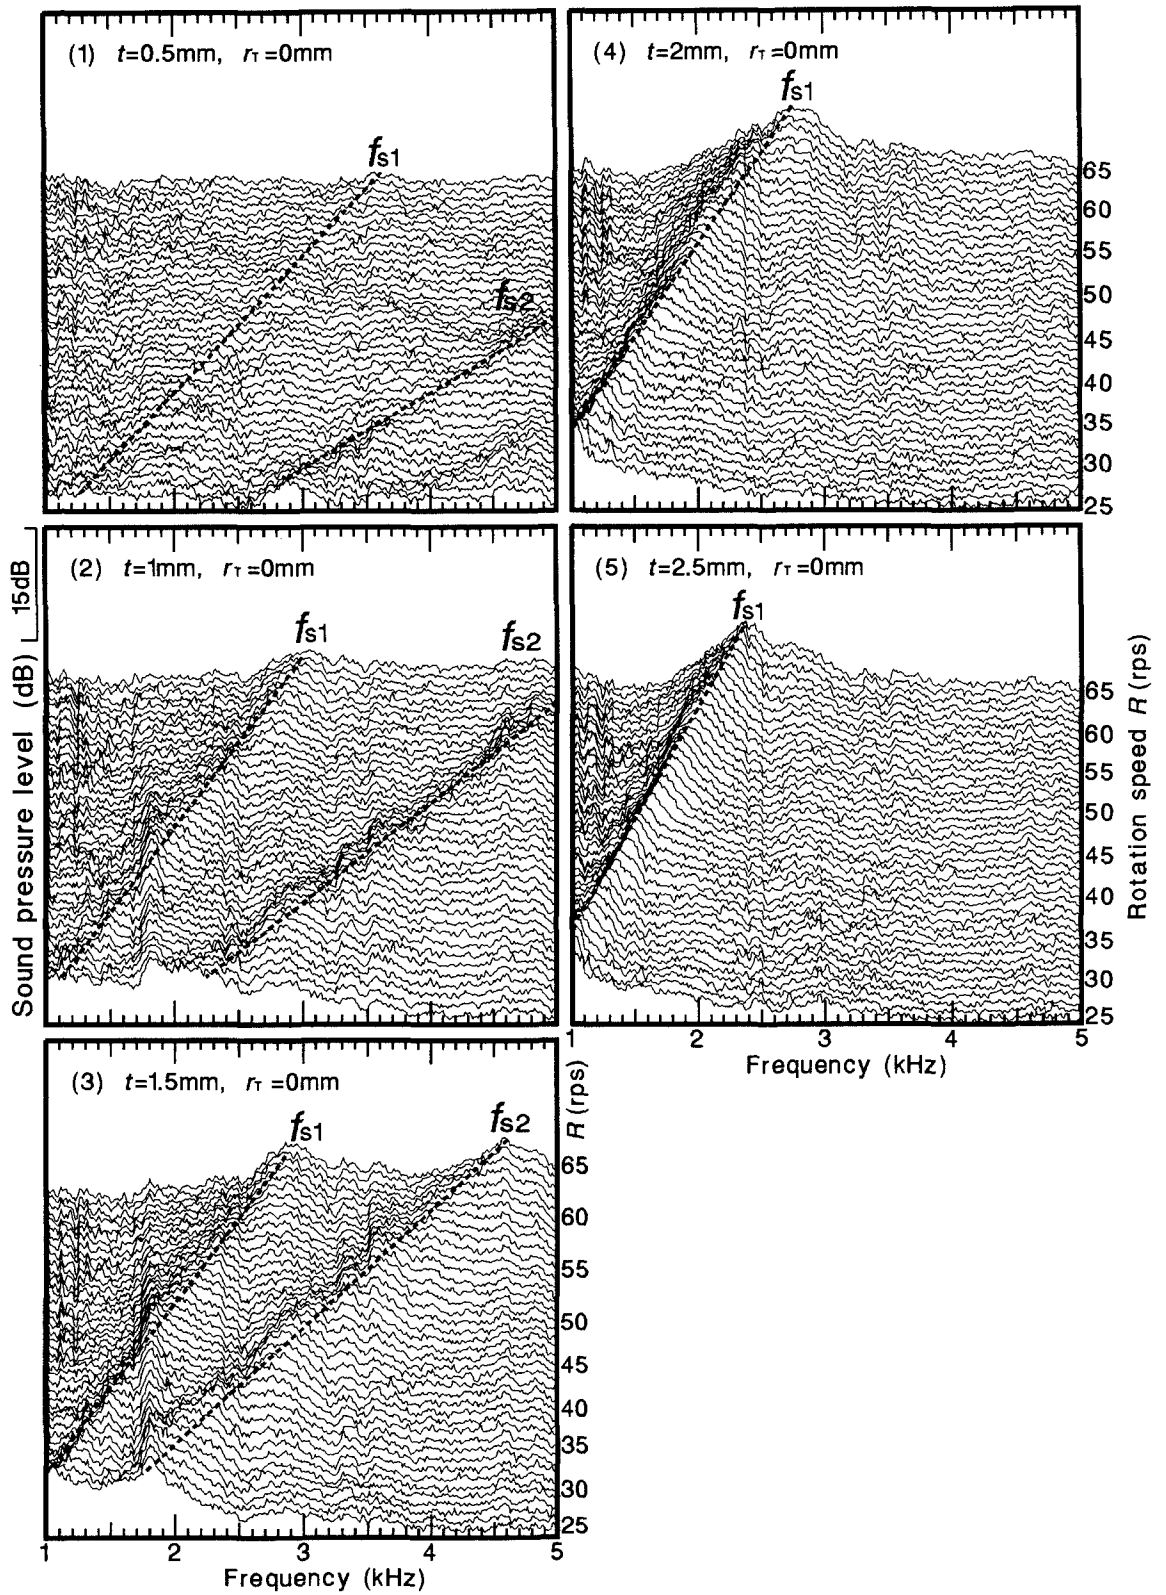 (1) t=0.5mm, rT=0mm
fs1
fs2
(4) t=2mm, rT=0mm
fs1
65
60
55
50
45
40
35
30
25
Sound pressure level (dB)
15dB
(2) t=1mm, rT=0mm
fs1
fs2
(5) t=2.5mm, rT=0mm
fs1
65
60
55
50
45
40
35
30
25
Rotation speed R (rps)
1 2 3 4 5
Frequency (kHz)
(3) t=1.5mm, rT=0mm
fs1
fs2
R (rps)
65
60
55
50
45
40
35
30
25
1 2 3 4 5
Frequency (kHz)